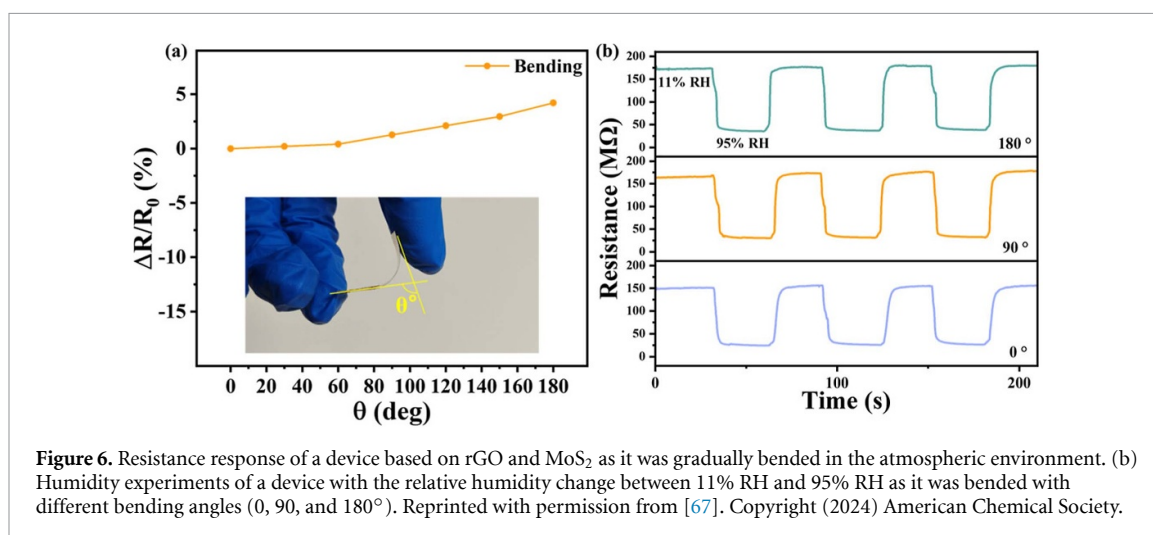 (a)
Bending
5
0
-5
-10
-15
ΔR/R₀ (%)
0 20 40 60 80 100 120 140 160 180
θ (deg)
θ°
(b)
200
150
100
50
0
11% RH
95% RH
180 °
200
150
100
50
0
90 °
200
150
100
50
0
0 °
Resistance (MΩ)
0 100 200
Time (s)
Figure 6. Resistance response of a device based on rGO and MoS₂ as it was gradually bended in the atmospheric environment. (b)
Humidity experiments of a device with the relative humidity change between 11% RH and 95% RH as it was bended with
different bending angles (0, 90, and 180°). Reprinted with permission from [67]. Copyright (2024) American Chemical Society.